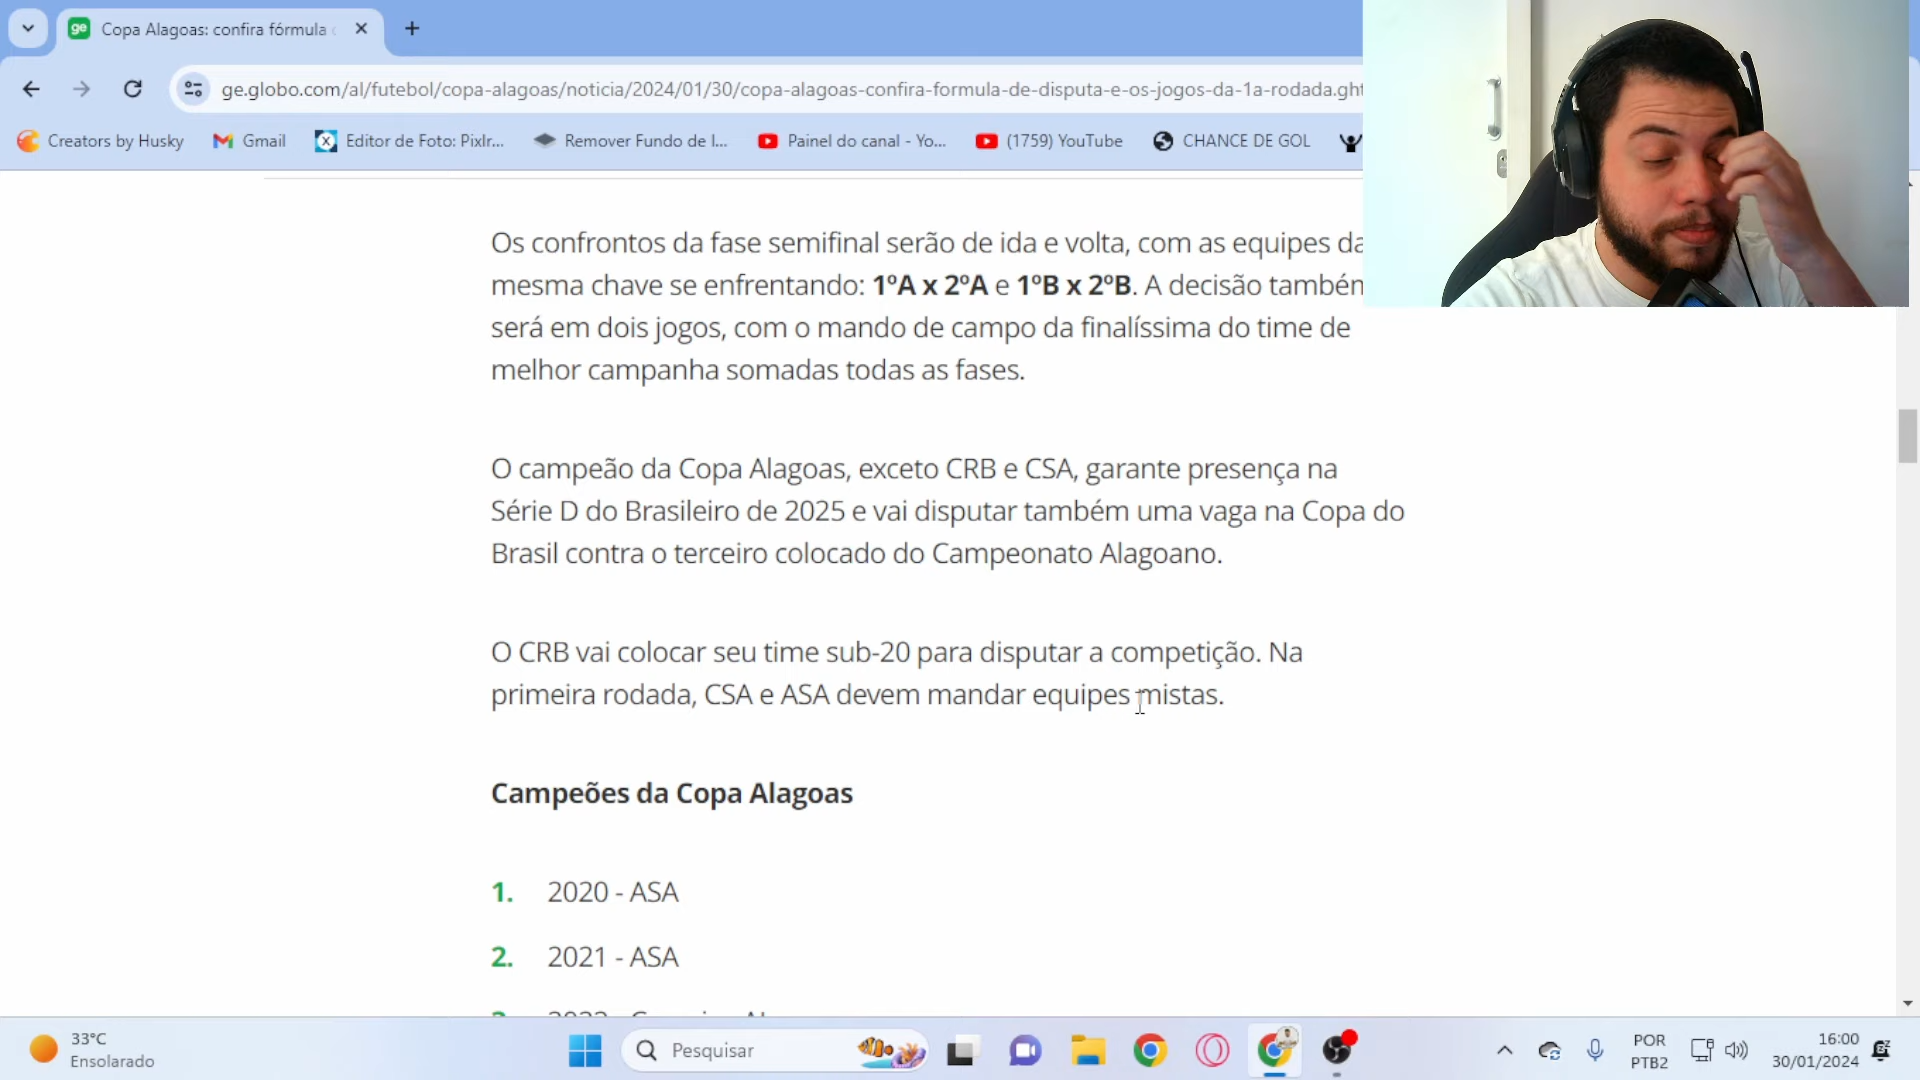 ge Copa Alagoas: confira fórmula
ge.globo.com/al/futebol/copa-alagoas/noticia/2024/01/30/copa-alagoas-confira-formula-de-disputa-e-os-jogos-da-1a-rodada.ght
Creators by Husky Gmail Editor de Foto: Pixlr... Remover Fundo de I... Painel do canal - Yo... (1759) YouTube CHANCE DE GOL
Os confrontos da fase semifinal serão de ida e volta, com as equipes da
mesma chave se enfrentando: 1ºA x 2ºA e 1ºB x 2ºB. A decisão também
será em dois jogos, com o mando de campo da finalíssima do time de
melhor campanha somadas todas as fases.
O campeão da Copa Alagoas, exceto CRB e CSA, garante presença na
Série D do Brasileiro de 2025 e vai disputar também uma vaga na Copa do
Brasil contra o terceiro colocado do Campeonato Alagoano.
O CRB vai colocar seu time sub-20 para disputar a competição. Na
primeira rodada, CSA e ASA devem mandar equipes mistas.
Campeões da Copa Alagoas
1. 2020 - ASA
2. 2021 - ASA
33°C
Ensolarado
Pesquisar
POR
PTB2
16:00
30/01/2024